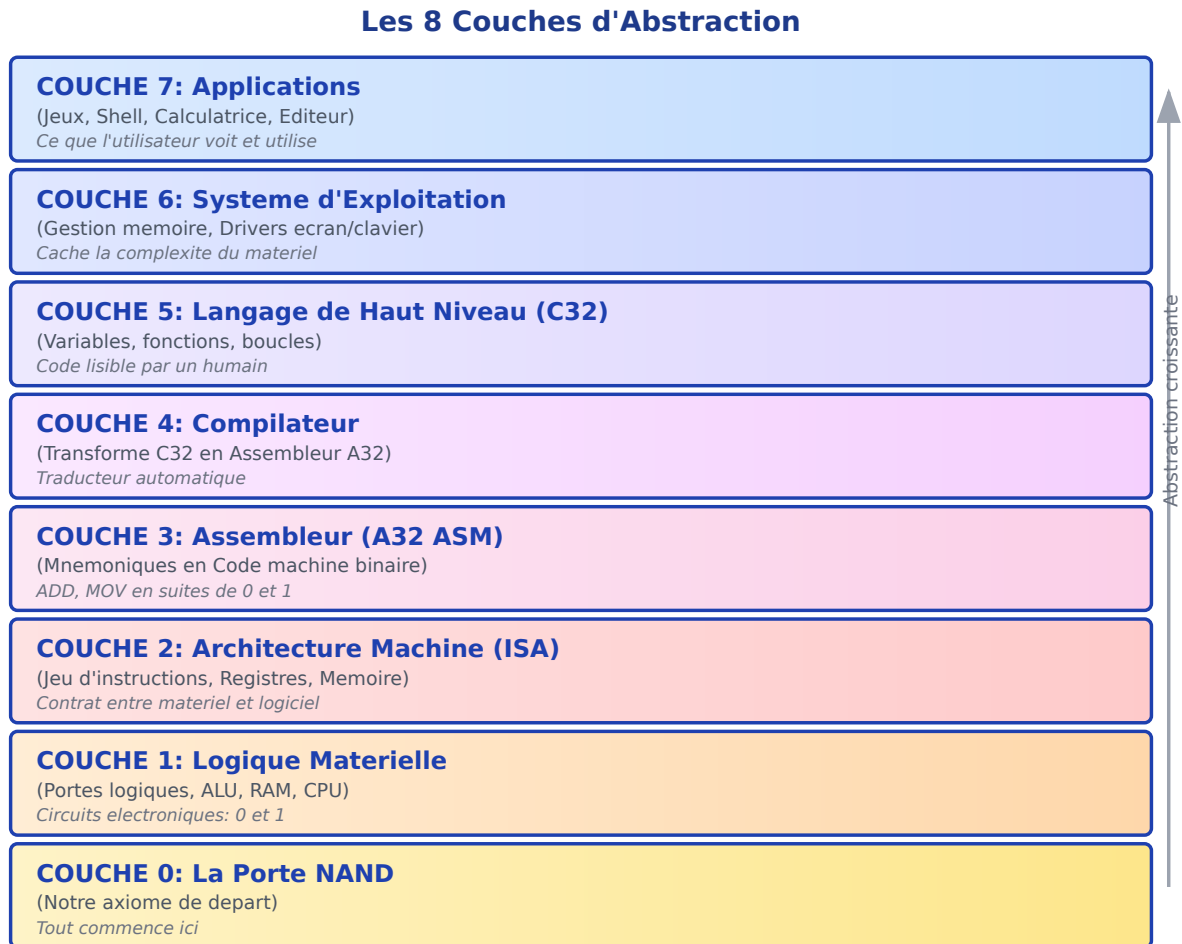 Les 8 Couches d'Abstraction
COUCHE 7: Applications
(Jeux, Shell, Calculatrice, Editeur)
Ce que l'utilisateur voit et utilise
COUCHE 6: Systeme d'Exploitation
(Gestion memoire, Drivers ecran/clavier)
Cache la complexite du materiel
COUCHE 5: Langage de Haut Niveau (C32)
(Variables, fonctions, boucles)
Code lisible par un humain
COUCHE 4: Compilateur
(Transforme C32 en Assembleur A32)
Traducteur automatique
COUCHE 3: Assembleur (A32 ASM)
(Mnemoniques en Code machine binaire)
ADD, MOV en suites de 0 et 1
COUCHE 2: Architecture Machine (ISA)
(Jeu d'instructions, Registres, Memoire)
Contrat entre materiel et logiciel
COUCHE 1: Logique Materielle
(Portes logiques, ALU, RAM, CPU)
Circuits electroniques: 0 et 1
COUCHE 0: La Porte NAND
(Notre axiome de depart)
Tout commence ici
Abstraction croissante